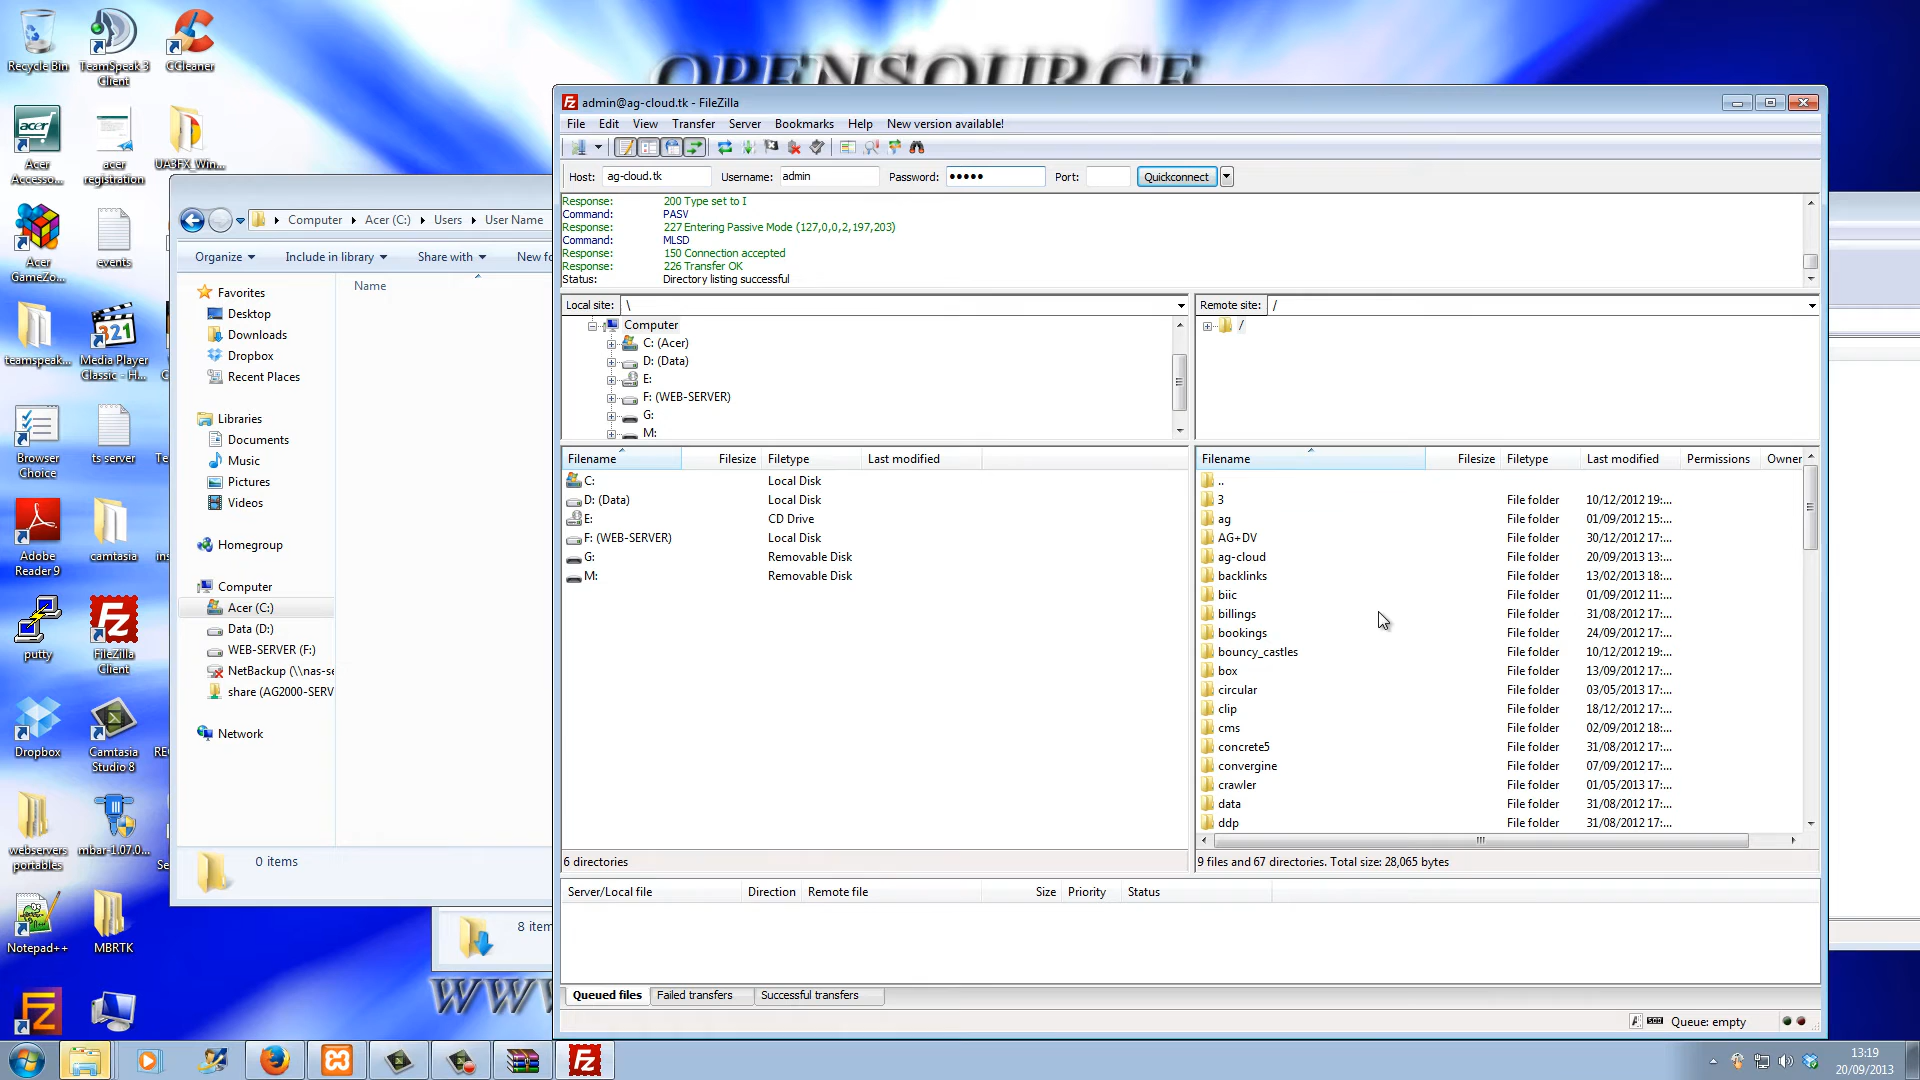 OPENSOURCE
Recycle Bin
TeamSpeak 3 Client
CCleaner
Acer Accesso...
acer registration
UA3FX_Win...
Acer GameZo...
events
teamspeak...
Media Player Classic - H...
Browser Choice
ts server
Adobe Reader 9
camtasia
putty
FileZilla Client
Dropbox
Camtasia Studio 8
webservers portables
mbar-1.07.0...
Notepad++
MBRTK
Computer Acer (C:) Users User Name
Organize Include in library Share with New fo
Name
Favorites
Desktop
Downloads
Dropbox
Recent Places
Libraries
Documents
Music
Pictures
Videos
Homegroup
Computer
Acer (C:)
Data (D:)
WEB-SERVER (F:)
NetBackup (\\nas-se
share (AG2000-SERV
Network
0 items
8 item
WWW
admin@ag-cloud.tk - FileZilla
File Edit View Transfer Server Bookmarks Help New version available!
Host: ag-cloud.tk Username: admin Password: ●●●●● Port: Quickconnect
Response: 200 Type set to I
Command: PASV
Response: 227 Entering Passive Mode (127,0,0,2,197,203)
Command: MLSD
Response: 150 Connection accepted
Response: 226 Transfer OK
Status: Directory listing successful
Local site: \
Computer
C: (Acer)
D: (Data)
E:
F: (WEB-SERVER)
G:
M:
Remote site: /
/
Filename Filesize Filetype Last modified
C: Local Disk
D: (Data) Local Disk
E: CD Drive
F: (WEB-SERVER) Local Disk
G: Removable Disk
M: Removable Disk
6 directories
Filename Filesize Filetype Last modified Permissions Owner
..
3 File folder 10/12/2012 19:...
ag File folder 01/09/2012 15:...
AG+DV File folder 30/12/2012 17:...
ag-cloud File folder 20/09/2013 13:...
backlinks File folder 13/02/2013 18:...
biic File folder 01/09/2012 11:...
billings File folder 31/08/2012 17:...
bookings File folder 24/09/2012 17:...
bouncy_castles File folder 10/12/2012 19:...
box File folder 13/09/2012 17:...
circular File folder 03/05/2013 17:...
clip File folder 18/12/2012 17:...
cms File folder 02/09/2012 18:...
concrete5 File folder 31/08/2012 17:...
convergine File folder 07/09/2012 17:...
crawler File folder 01/05/2013 17:...
data File folder 31/08/2012 17:...
ddp File folder 31/08/2012 17:...
9 files and 67 directories. Total size: 28,065 bytes
Server/Local file Direction Remote file Size Priority Status
Queued files Failed transfers Successful transfers
Queue: empty
13:19
20/09/2013